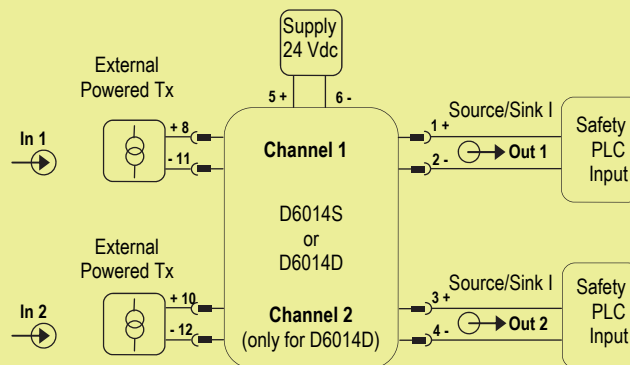 Supply
24 Vdc
5 +
6 -
External
Powered Tx
In 1
+ 8
- 11
Channel 1
1 +
2 -
Source/Sink I
Out 1
Safety
PLC
Input
D6014S
or
D6014D
External
Powered Tx
In 2
+ 10
- 12
Channel 2
(only for D6014D)
3 +
4 -
Source/Sink I
Out 2
Safety
PLC
Input